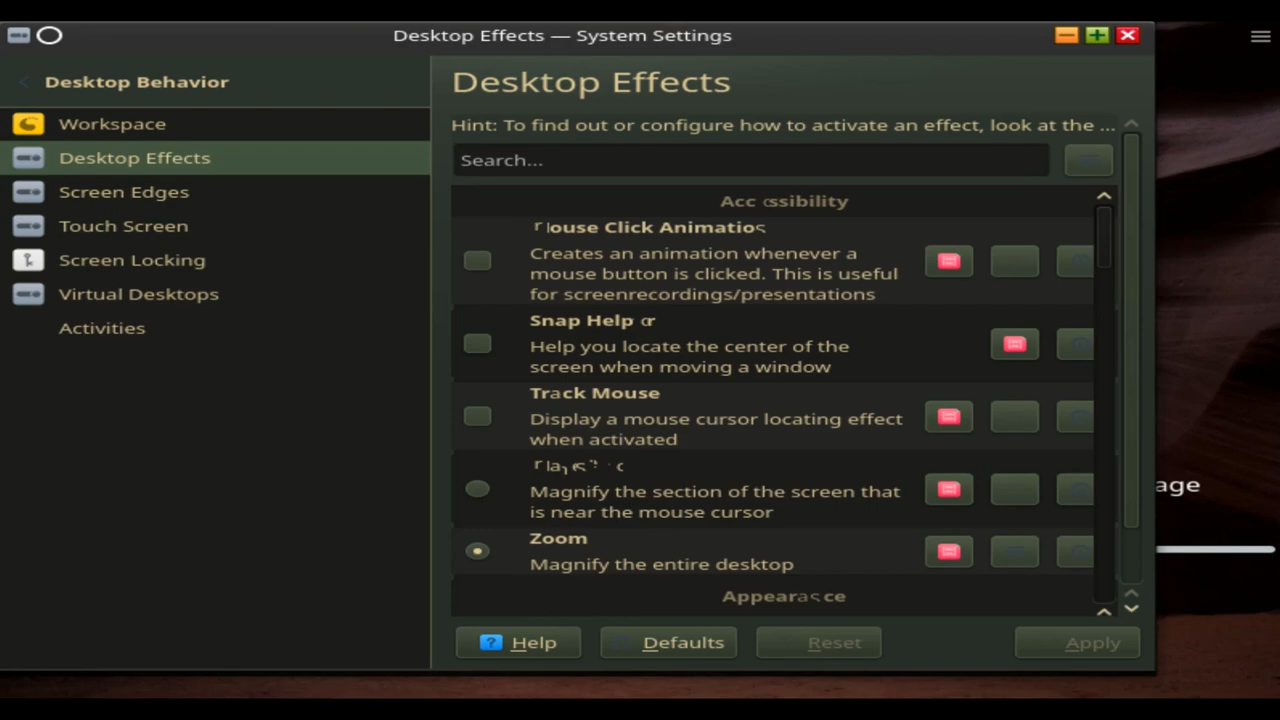 Desktop Effects — System Settings
Desktop Behavior
Workspace
Desktop Effects
Screen Edges
Touch Screen
Screen Locking
Virtual Desktops
Activities
Desktop Effects
Hint: To find out or configure how to activate an effect, look at the ...
Search...
Click
Creates an animation whenever a
mouse button is clicked. This is useful
for screenrecordings/presentations
Snap
Help you locate the center of the
screen when moving a window
Track Mouse
Display a mouse cursor locating effect
when activated
Magnify the section of the screen that
is near the mouse cursor
Zoom
Magnify the entire desktop
Help
Defaults
Reset
Apply
age